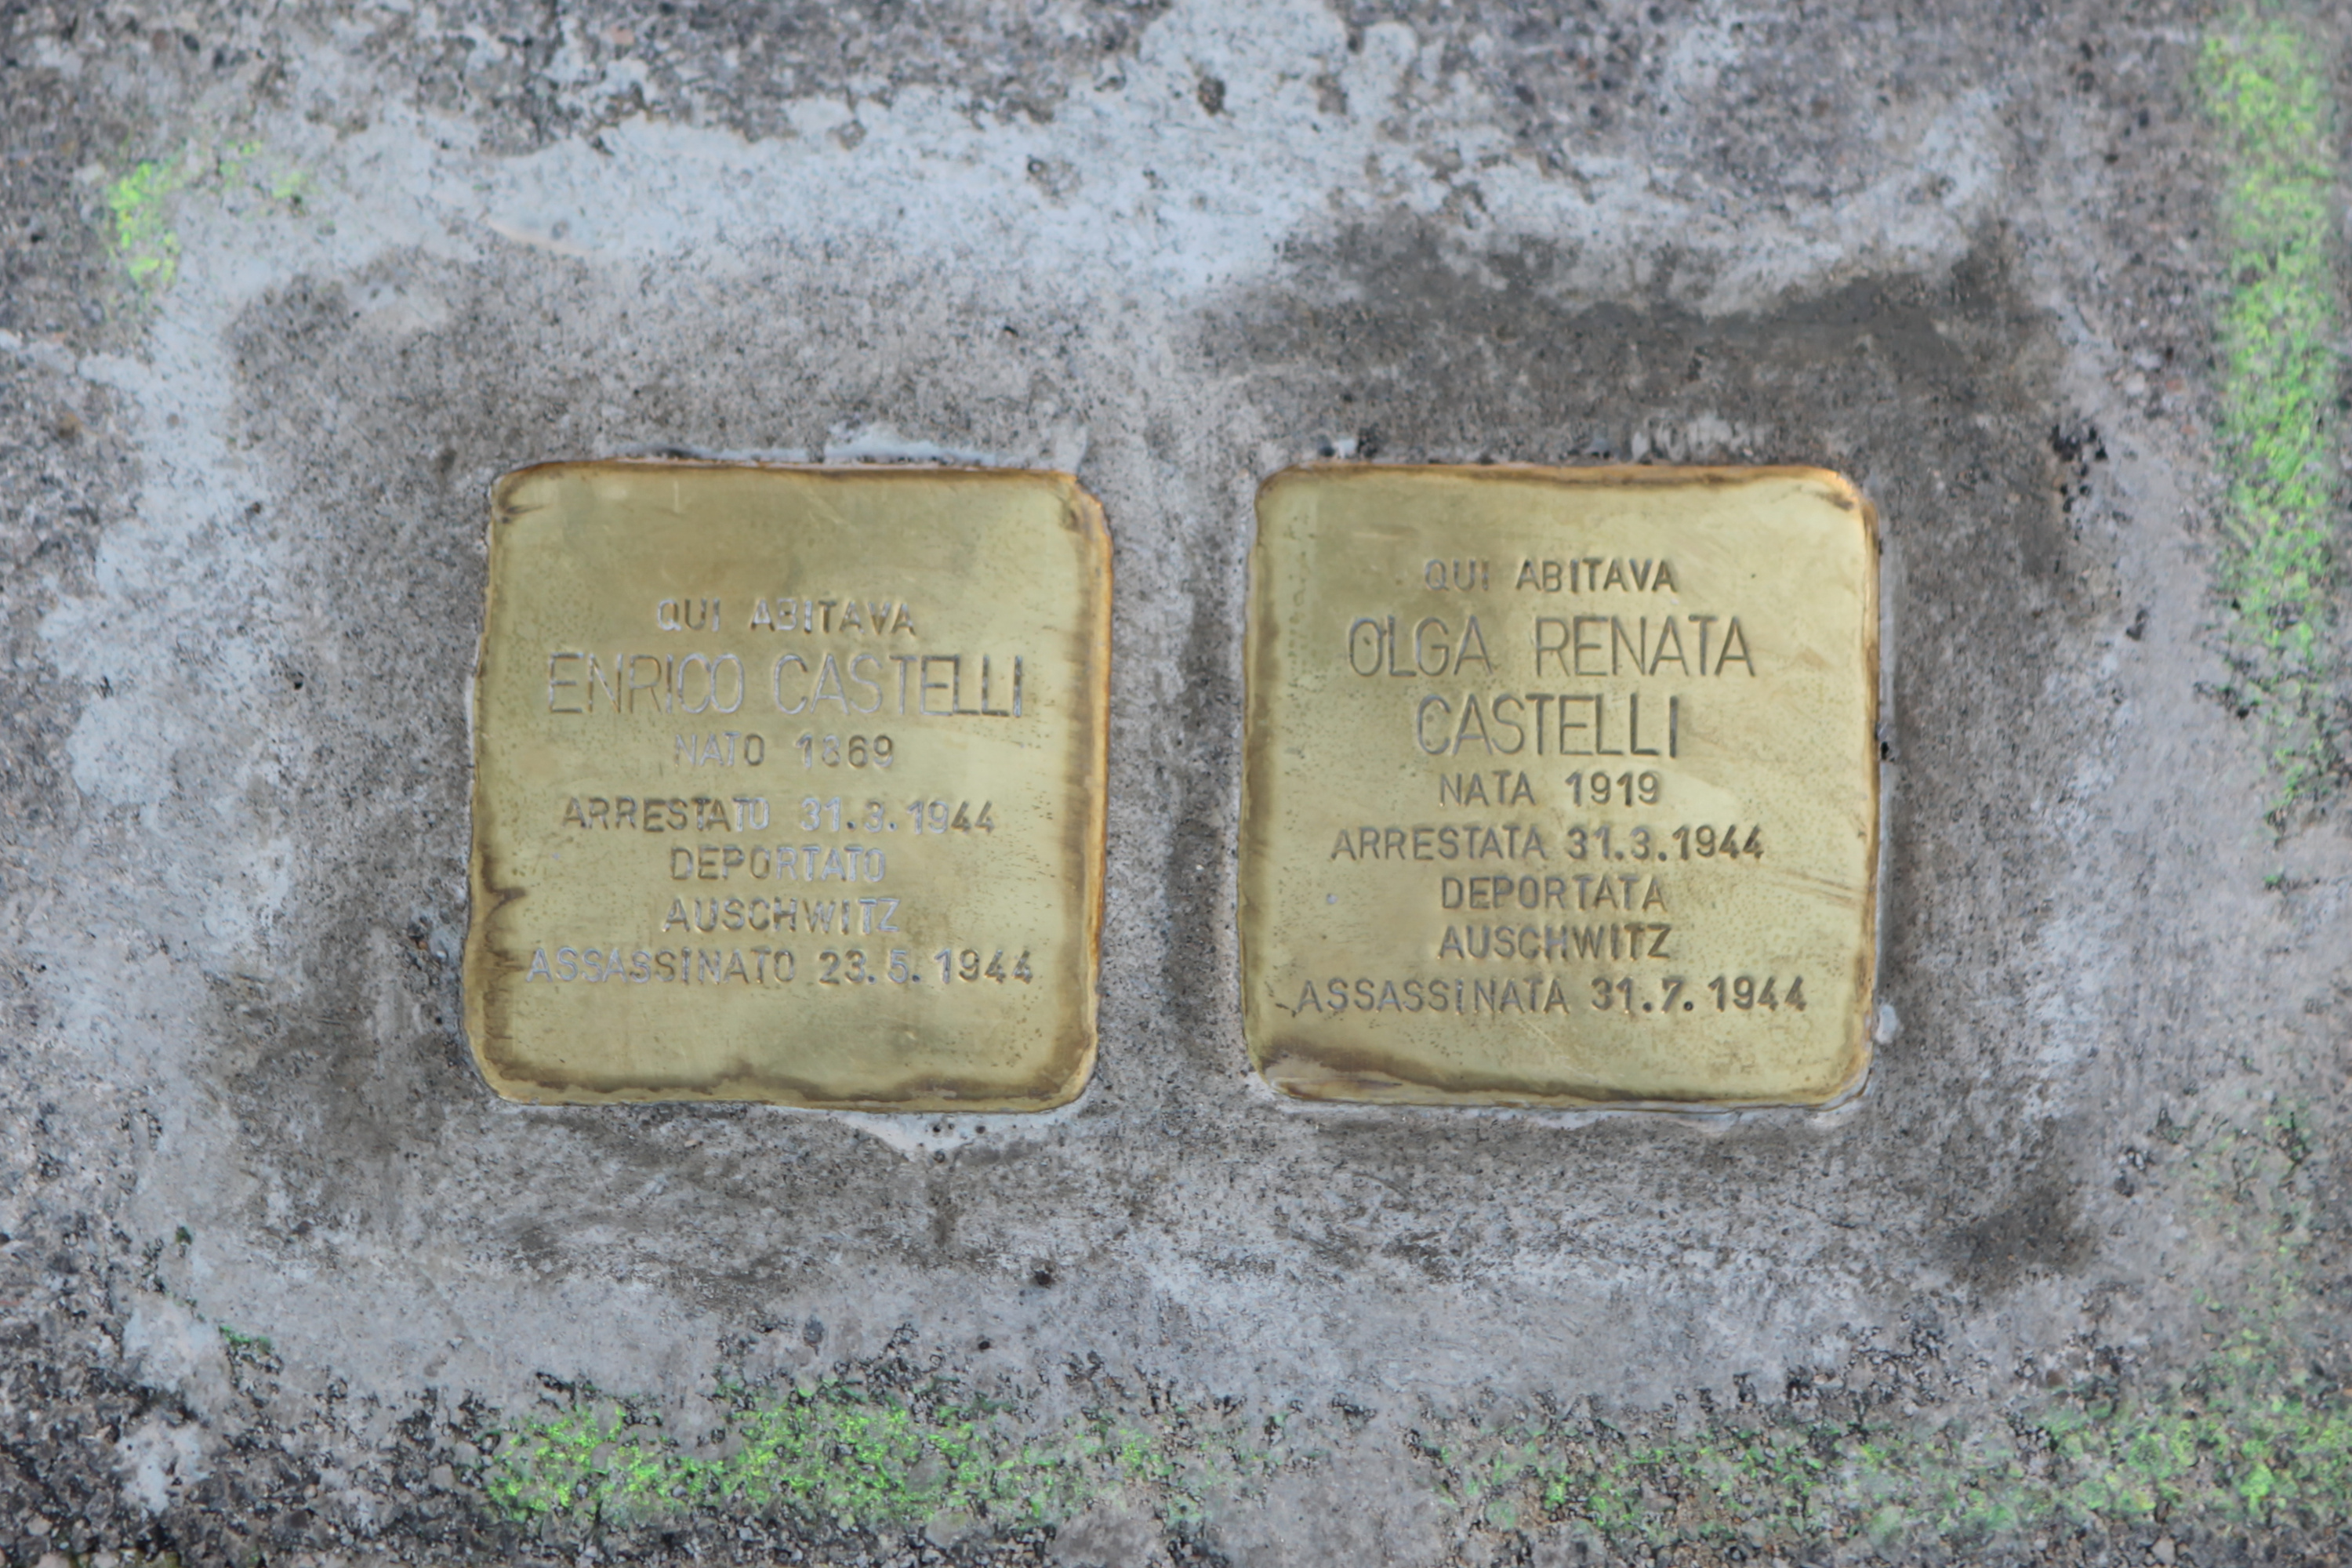 QUI ABITAVA
ENRICO CASTELLI
NATO 1869
ARRESTATO 31.3.1944
DEPORTATO
AUSCHWITZ
ASSASSINATO 23.5.1944
QUI ABITAVA
OLGA RENATA
CASTELLI
NATA 1919
ARRESTATA 31.3.1944
DEPORTATA
AUSCHWITZ
ASSASSINATA 31.7.1944